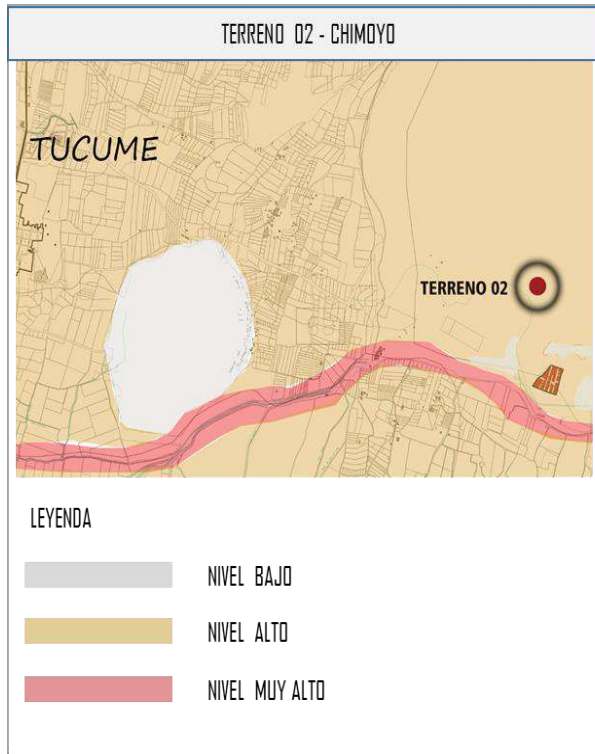 TERRENO 02 - CHIMOYO
TUCUME
TERRENO 02
LEYENDA
NIVEL BAJO
NIVEL ALTO
NIVEL MUY ALTO